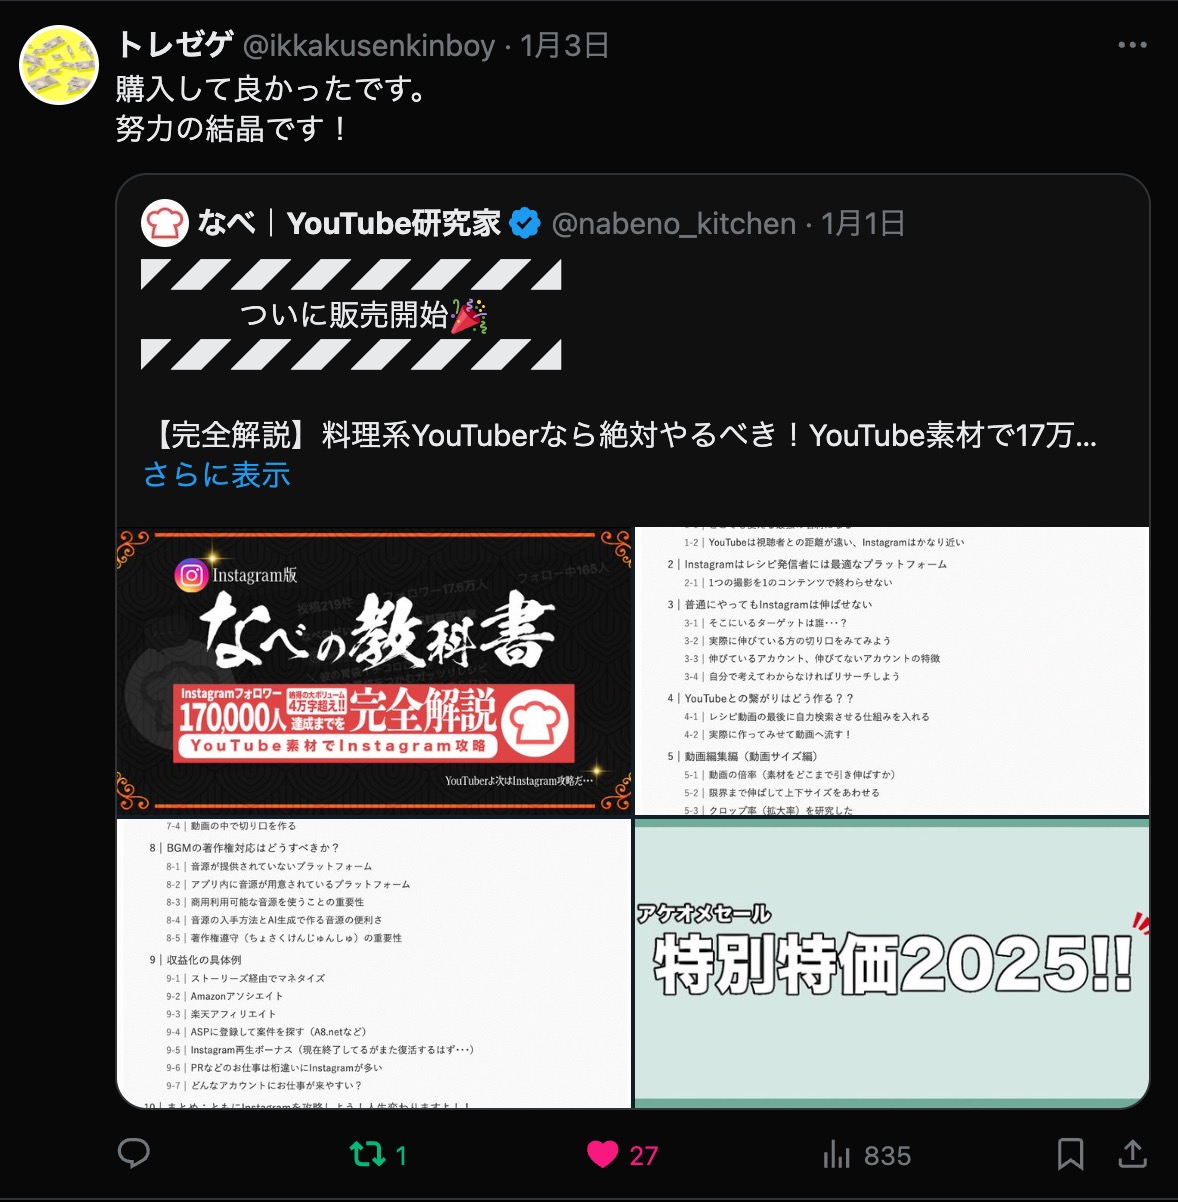 トレゼゲ @ikkakusenkinboy · 1月3日
購入して良かったです。
努力の結晶です！
なべ｜YouTube研究家 @nabeno_kitchen · 1月1日
ついに販売開始🎉
【完全解説】料理系YouTuberなら絶対やるべき！YouTube素材で17万...
さらに表示
Instagram版
なべの教科書
Instagramフォロワー
170,000人
納得の大ボリューム
4万字超え!!
達成までを
完全解説
YouTube素材でInstagram攻略
YouTuberよ次はInstagram攻略だ…
1-2｜YouTubeは視聴者との距離が遠い、Instagramはかなり近い
2｜Instagramはレシピ発信者には最適なプラットフォーム
2-1｜1つの撮影を1のコンテンツで終わらせない
3｜普通にやってもInstagramは伸ばせない
3-1｜そこにいるターゲットは誰・・・？
3-2｜実際に伸びている方の切り口をみてみよう
3-3｜伸びているアカウント、伸びてないアカウントの特徴
3-4｜自分で考えてわからなければリサーチしよう
4｜YouTubeとの繋がりはどう作る？？
4-1｜レシピ動画の最後に自力検索させる仕組みを入れる
4-2｜実際に作ってみせて動画へ流す！
5｜動画編集編（動画サイズ編）
5-1｜動画の倍率（素材をどこまで引き伸ばすか）
5-2｜限界まで伸ばして上下サイズをあわせる
5-3｜クロップ率（拡大率）を研究した
7-4｜動画の中で切り口を作る
8｜BGMの著作権対応はどうすべきか？
8-1｜音源が提供されていないプラットフォーム
8-2｜アプリ内に音源が用意されているプラットフォーム
8-3｜商用利用可能な音源を使うことの重要性
8-4｜音源の入手方法とAI生成で作る音源の便利さ
8-5｜著作権遵守（ちょさくけんじゅんしゅ）の重要性
9｜収益化の具体例
9-1｜ストーリーズ経由でマネタイズ
9-2｜Amazonアソシエイト
9-3｜楽天アフィリエイト
9-4｜ASPに登録して案件を探す（A8.netなど）
9-5｜Instagram再生ボーナス（現在終了してるがまた復活するはず・・・）
9-6｜PRなどのお仕事は桁違いにInstagramが多い
9-7｜どんなアカウントにお仕事が来やすい？
10｜まとめ：ともにInstagramを攻略しよう！人生変わりますよ！！
アケオメセール
特別特価2025!!
1
27
835